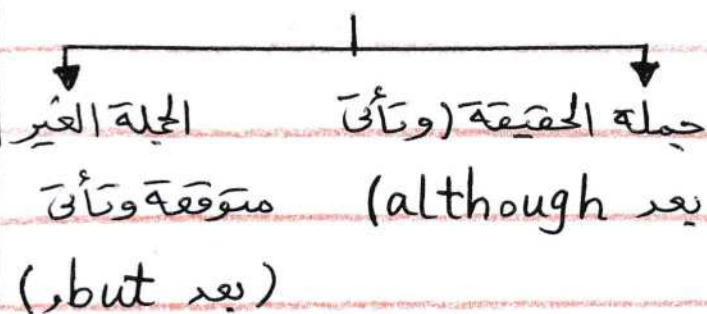 جملة الحقيقة (وتأتى
بعد although)
الجملة الغير
متوقعة وتأتى
(بعد but,)